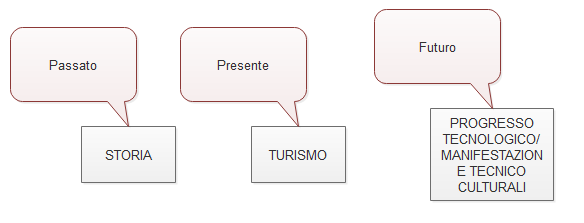 Passato
Presente
Futuro
STORIA
TURISMO
PROGRESSO
TECNOLOGICO/
MANIFESTAZION
E TECNICO
CULTURALI